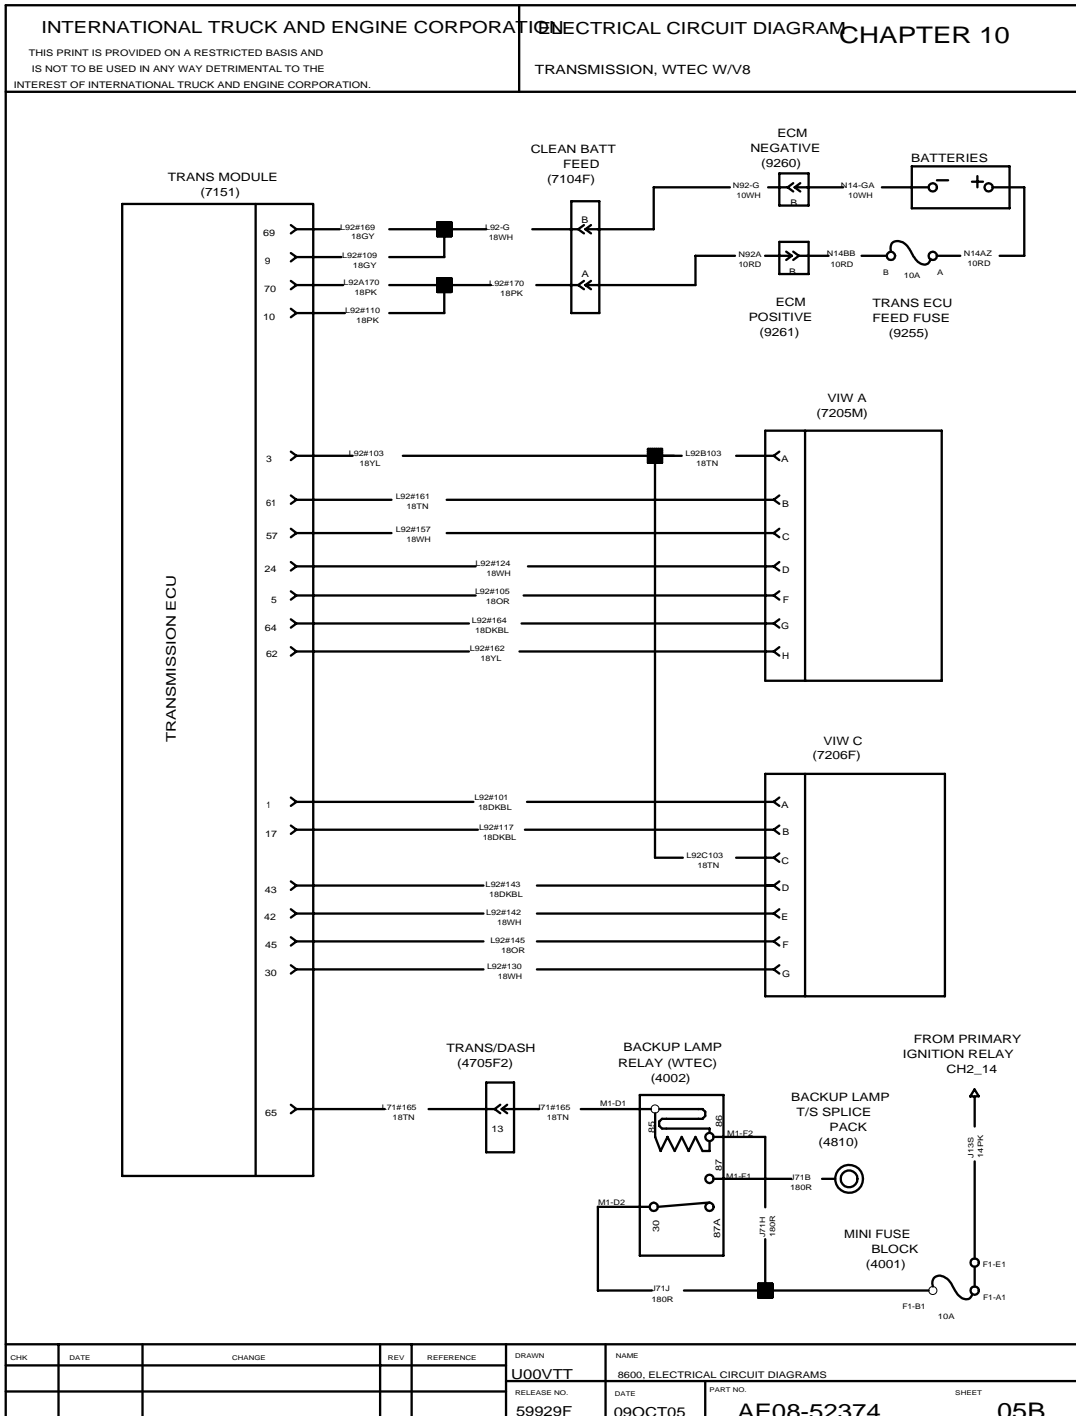 INTERNATIONAL TRUCK AND ENGINE CORPORATION
THIS PRINT IS PROVIDED ON A RESTRICTED BASIS AND
IS NOT TO BE USED IN ANY WAY DETRIMENTAL TO THE
INTEREST OF INTERNATIONAL TRUCK AND ENGINE CORPORATION.
ELECTRICAL CIRCUIT DIAGRAM
CHAPTER 10
TRANSMISSION, WTEC W/V8
TRANS MODULE
(7151)
CLEAN BATT
FEED
(7104F)
ECM
NEGATIVE
(9260)
BATTERIES
69
L92#169
18GY
L92-G
18WH
B
N92-G
10WH
B
N14-GA
10WH
− +
9
L92#109
18GY
70
L92A170
18PK
L92#170
18PK
A
N92A
10RD
B
N14BB
10RD
B
10A
A
N14AZ
10RD
10
L92#110
18PK
ECM
POSITIVE
(9261)
TRANS ECU
FEED FUSE
(9255)
TRANSMISSION ECU
VIW A
(7205M)
3
L92#103
18YL
L92B103
18TN
A
61
L92#161
18TN
B
57
L92#157
18WH
C
24
L92#124
18WH
D
5
L92#105
18OR
F
64
L92#164
18DKBL
G
62
L92#162
18YL
H
VIW C
(7206F)
1
L92#101
18DKBL
A
17
L92#117
18DKBL
B
L92C103
18TN
C
43
L92#143
18DKBL
D
42
L92#142
18WH
E
45
L92#145
18OR
F
30
L92#130
18WH
G
TRANS/DASH
(4705F2)
BACKUP LAMP
RELAY (WTEC)
(4002)
FROM PRIMARY
IGNITION RELAY
CH2_14
BACKUP LAMP
T/S SPLICE
PACK
(4810)
65
L71#165
18TN
13
J71#165
18TN
M1-D1
85
86
M1-F2
87
M1-F1
J71B
180R
J13S
14PK
M1-D2
30
87A
J71H
180R
MINI FUSE
BLOCK
(4001)
F1-E1
J71J
180R
F1-B1
10A
F1-A1
CHK
DATE
CHANGE
REV
REFERENCE
DRAWN
U00VTT
NAME
8600, ELECTRICAL CIRCUIT DIAGRAMS
RELEASE NO.
59929F
DATE
09OCT05
PART NO.
AE08-52374
SHEET
05B